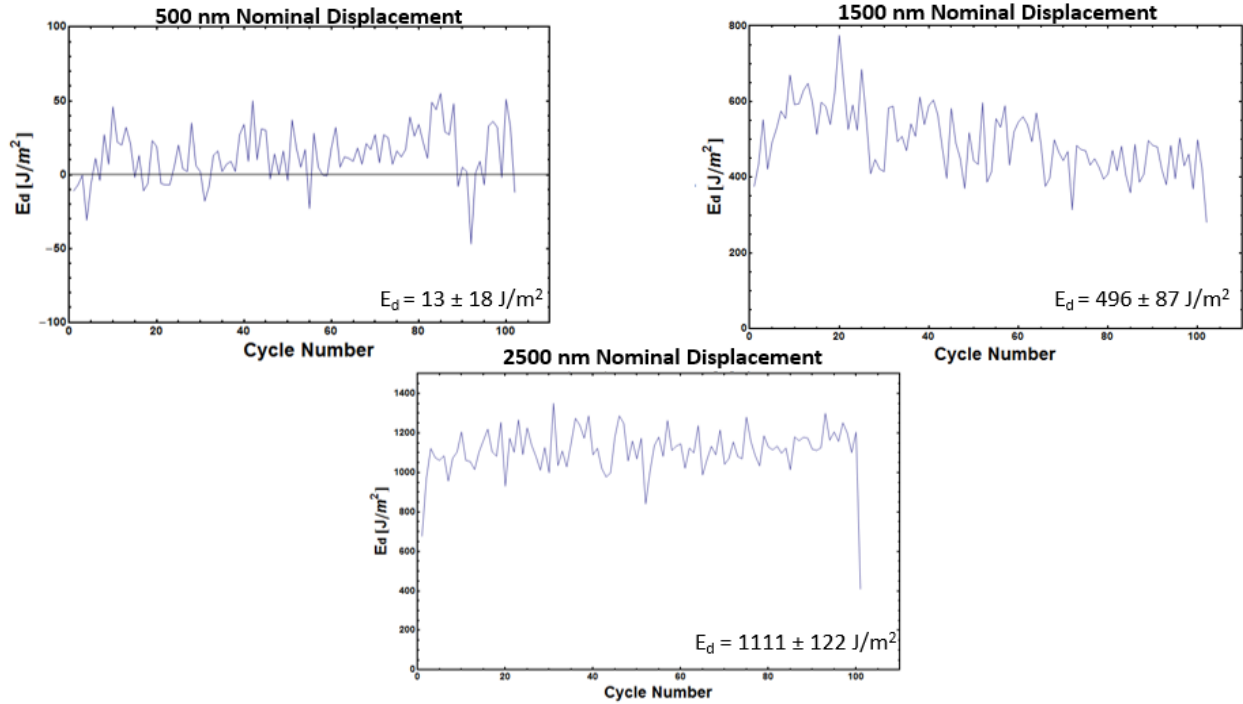 500 nm Nominal Displacement
100
50
0
−50
−100
Ed [J/m²]
0 20 40 60 80 100
Cycle Number
E_d = 13 ± 18 J/m²
1500 nm Nominal Displacement
800
600
400
200
0
Ed [J/m²]
0 20 40 60 80 100
Cycle Number
E_d = 496 ± 87 J/m²
2500 nm Nominal Displacement
1400
1200
1000
800
600
400
200
0
Ed [J/m²]
0 20 40 60 80 100
Cycle Number
E_d = 1111 ± 122 J/m²